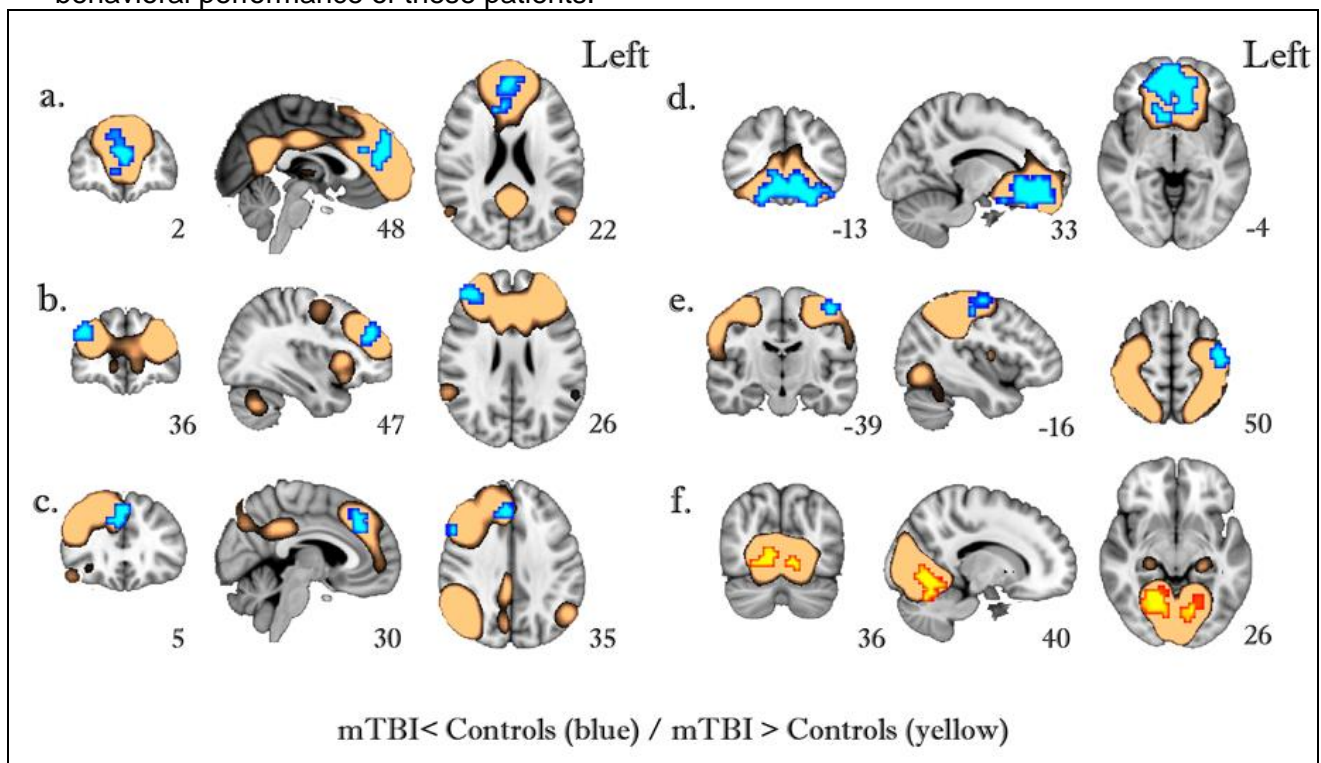 behavioral performance of these patients.
Left Left
a. d.
2 48 22 -13 33 -4
b. e.
36 47 26 -39 -16 50
c. f.
5 30 35 36 40 26
mTBI< Controls (blue) / mTBI > Controls (yellow)